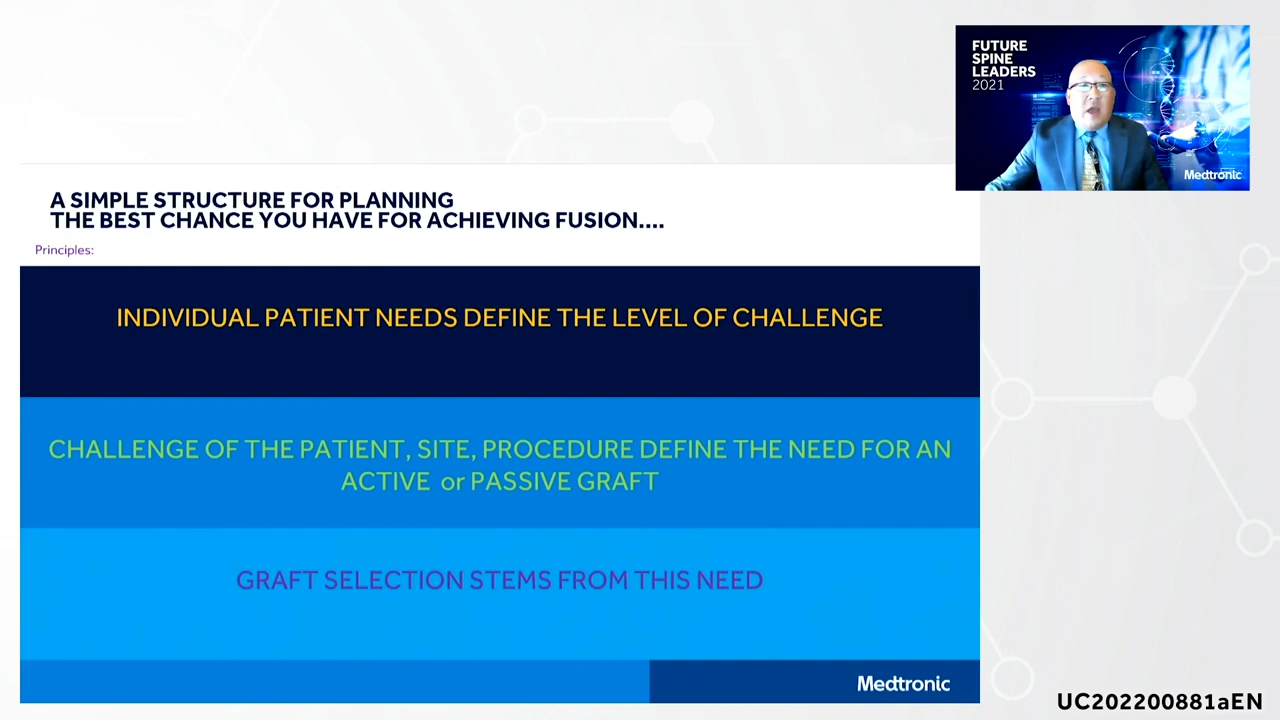 FUTURE
SPINE
LEADERS
2021
Medtronic
A SIMPLE STRUCTURE FOR PLANNING
THE BEST CHANCE YOU HAVE FOR ACHIEVING FUSION....
Principles:
INDIVIDUAL PATIENT NEEDS DEFINE THE LEVEL OF CHALLENGE
CHALLENGE OF THE PATIENT, SITE, PROCEDURE DEFINE THE NEED FOR AN
ACTIVE or PASSIVE GRAFT
GRAFT SELECTION STEMS FROM THIS NEED
Medtronic
UC202200881aEN